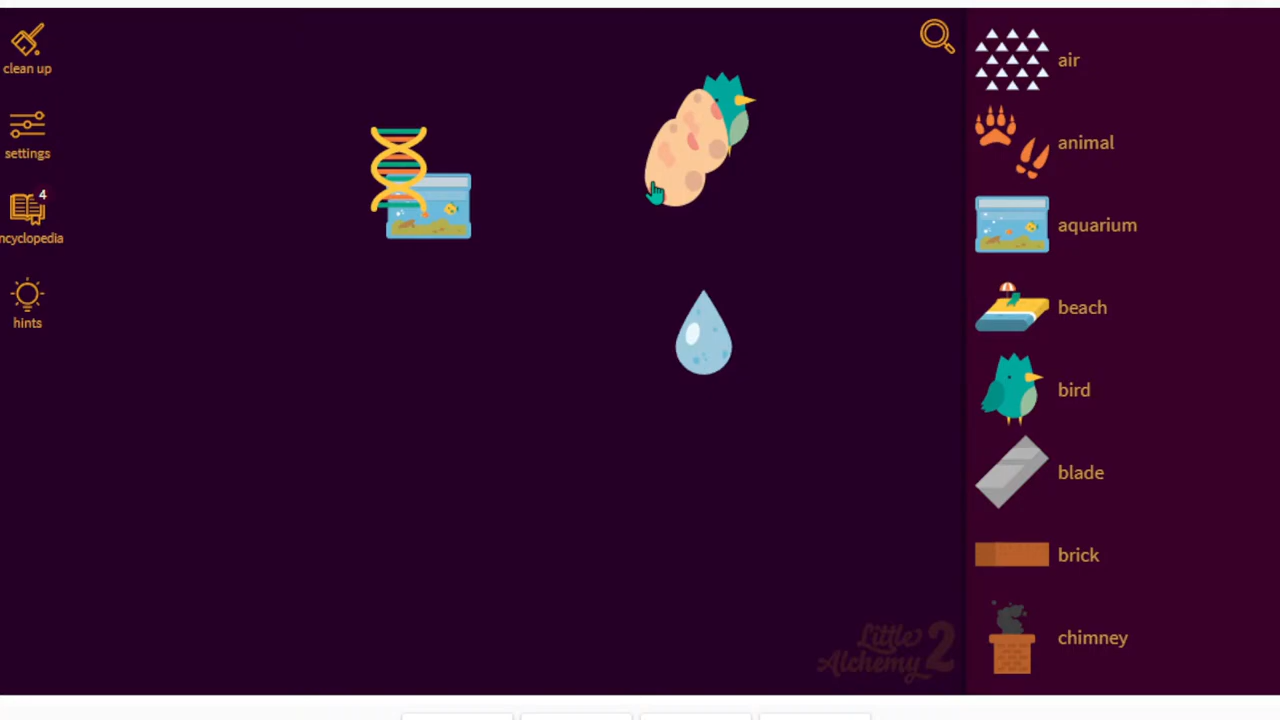 clean up
settings
4
ncyclopedia
hints
air
animal
aquarium
beach
bird
blade
brick
chimney
Little
Alchemy 2